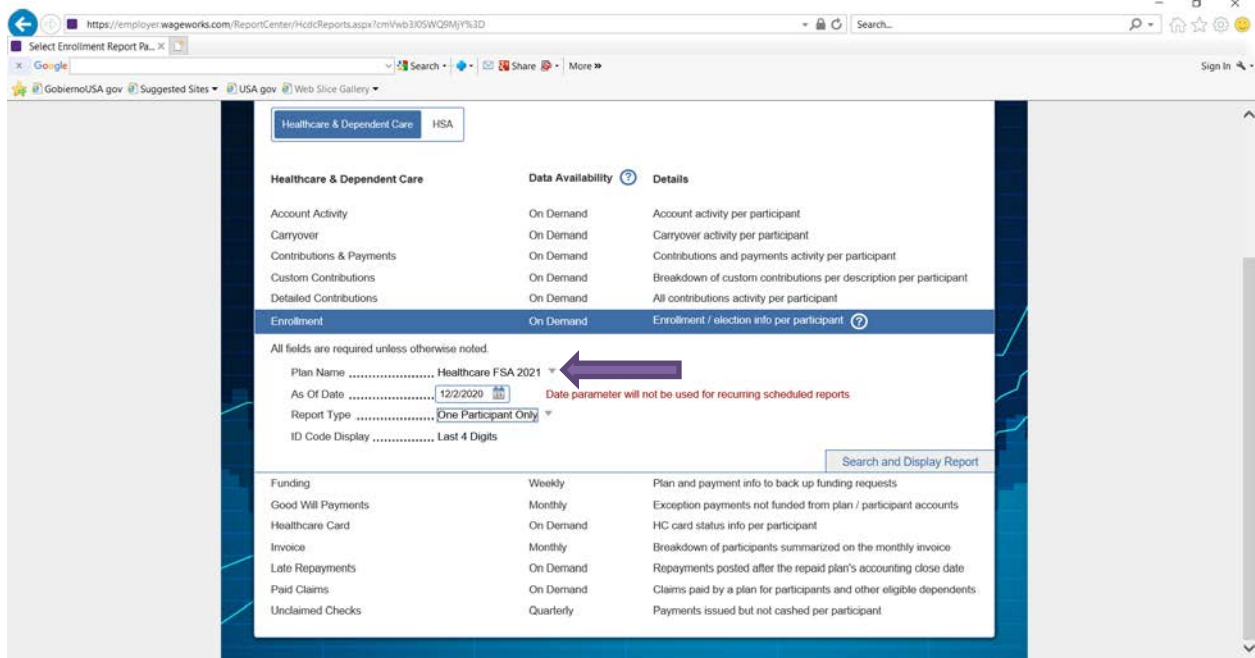 https://employer.wageworks.com/ReportCenter/HcdcReports.aspx?cmVwb3J0SWQ9MjY%3D Search...
Select Enrollment Report Pa...
x Google Search Share More » Sign In
GobiernoUSA gov Suggested Sites USA gov Web Slice Gallery
Healthcare & Dependent Care HSA
Healthcare & Dependent Care Data Availability ? Details
Account Activity On Demand Account activity per participant
Carryover On Demand Carryover activity per participant
Contributions & Payments On Demand Contributions and payments activity per participant
Custom Contributions On Demand Breakdown of custom contributions per description per participant
Detailed Contributions On Demand All contributions activity per participant
Enrollment On Demand Enrollment / election info per participant ?
All fields are required unless otherwise noted.
Plan Name ...................... Healthcare FSA 2021
As Of Date ...................... 12/2/2020 Date parameter will not be used for recurring scheduled reports
Report Type .................... One Participant Only
ID Code Display ................ Last 4 Digits
Search and Display Report
Funding Weekly Plan and payment info to back up funding requests
Good Will Payments Monthly Exception payments not funded from plan / participant accounts
Healthcare Card On Demand HC card status info per participant
Invoice Monthly Breakdown of participants summarized on the monthly invoice
Late Repayments On Demand Repayments posted after the repaid plan's accounting close date
Paid Claims On Demand Claims paid by a plan for participants and other eligible dependents
Unclaimed Checks Quarterly Payments issued but not cashed per participant